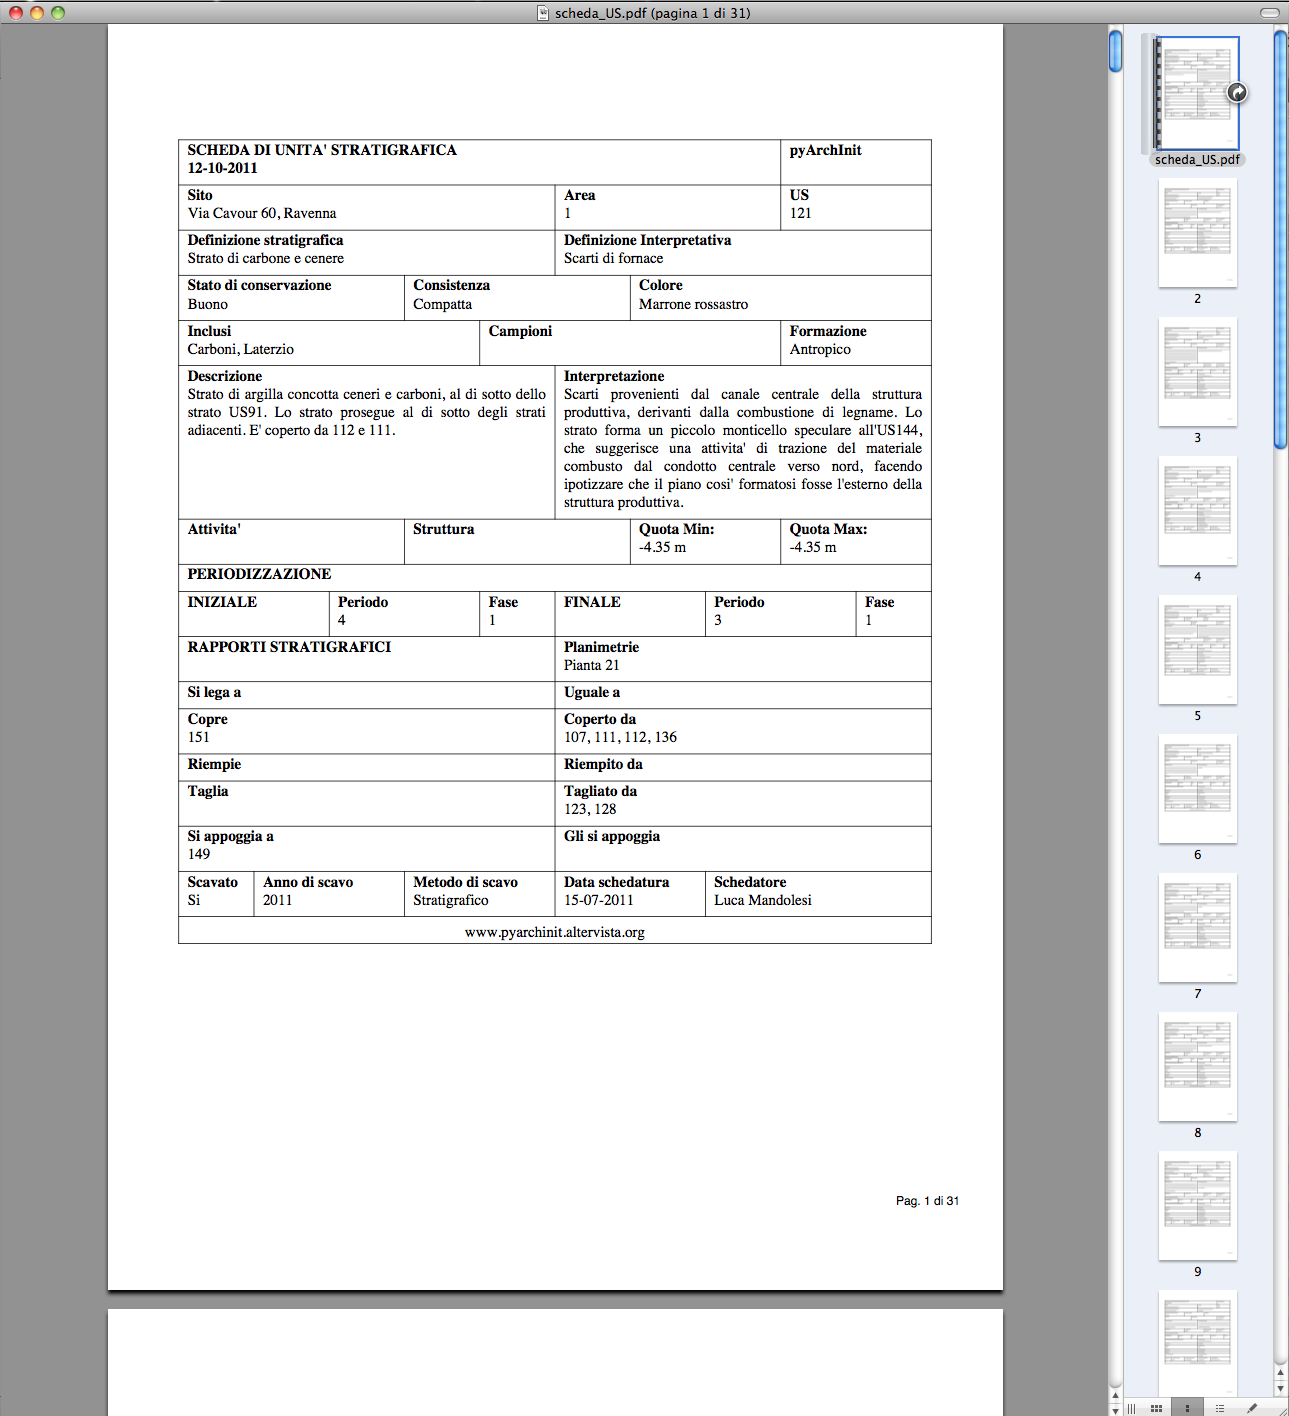 scheda_US.pdf (pagina 1 di 31)
SCHEDA DI UNITA' STRATIGRAFICA
12-10-2011
pyArchInit
Sito
Via Cavour 60, Ravenna
Area
1
US
121
Definizione stratigrafica
Strato di carbone e cenere
Definizione Interpretativa
Scarti di fornace
Stato di conservazione
Buono
Consistenza
Compatta
Colore
Marrone rossastro
Inclusi
Carboni, Laterzio
Campioni
Formazione
Antropico
Descrizione
Strato di argilla concotta ceneri e carboni, al di sotto dello
strato US91. Lo strato prosegue al di sotto degli strati
adiacenti. E' coperto da 112 e 111.
Interpretazione
Scarti provenienti dal canale centrale della struttura
produttiva, derivanti dalla combustione di legname. Lo
strato forma un piccolo monticello speculare all'US144,
che suggerisce una attivita' di trazione del materiale
combusto dal condotto centrale verso nord, facendo
ipotizzare che il piano cosi' formatosi fosse l'esterno della
struttura produttiva.
Attivita'
Struttura
Quota Min:
-4.35 m
Quota Max:
-4.35 m
PERIODIZZAZIONE
INIZIALE
Periodo
4
Fase
1
FINALE
Periodo
3
Fase
1
RAPPORTI STRATIGRAFICI
Planimetrie
Pianta 21
Si lega a
Uguale a
Copre
151
Coperto da
107, 111, 112, 136
Riempie
Riempito da
Taglia
Tagliato da
123, 128
Si appoggia a
149
Gli si appoggia
Scavato
Si
Anno di scavo
2011
Metodo di scavo
Stratigrafico
Data schedatura
15-07-2011
Schedatore
Luca Mandolesi
www.pyarchinit.altervista.org
Pag. 1 di 31
scheda_US.pdf
2
3
4
5
6
7
8
9